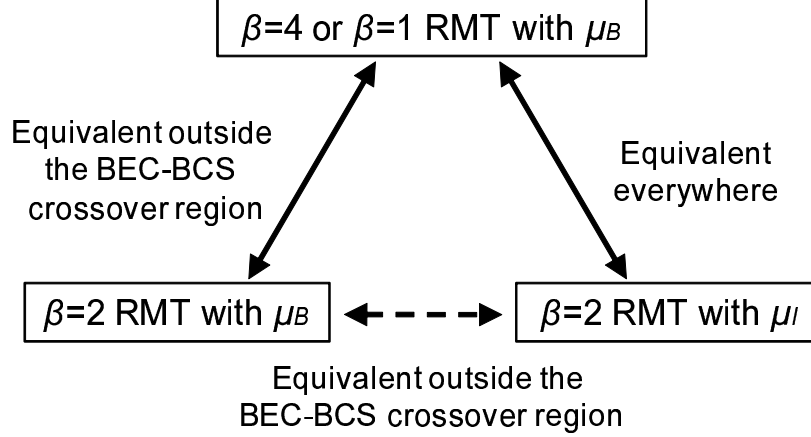 β=4 or β=1 RMT with μB
Equivalent outside
the BEC-BCS
crossover region
Equivalent
everywhere
β=2 RMT with μB
β=2 RMT with μI
Equivalent outside the
BEC-BCS crossover region